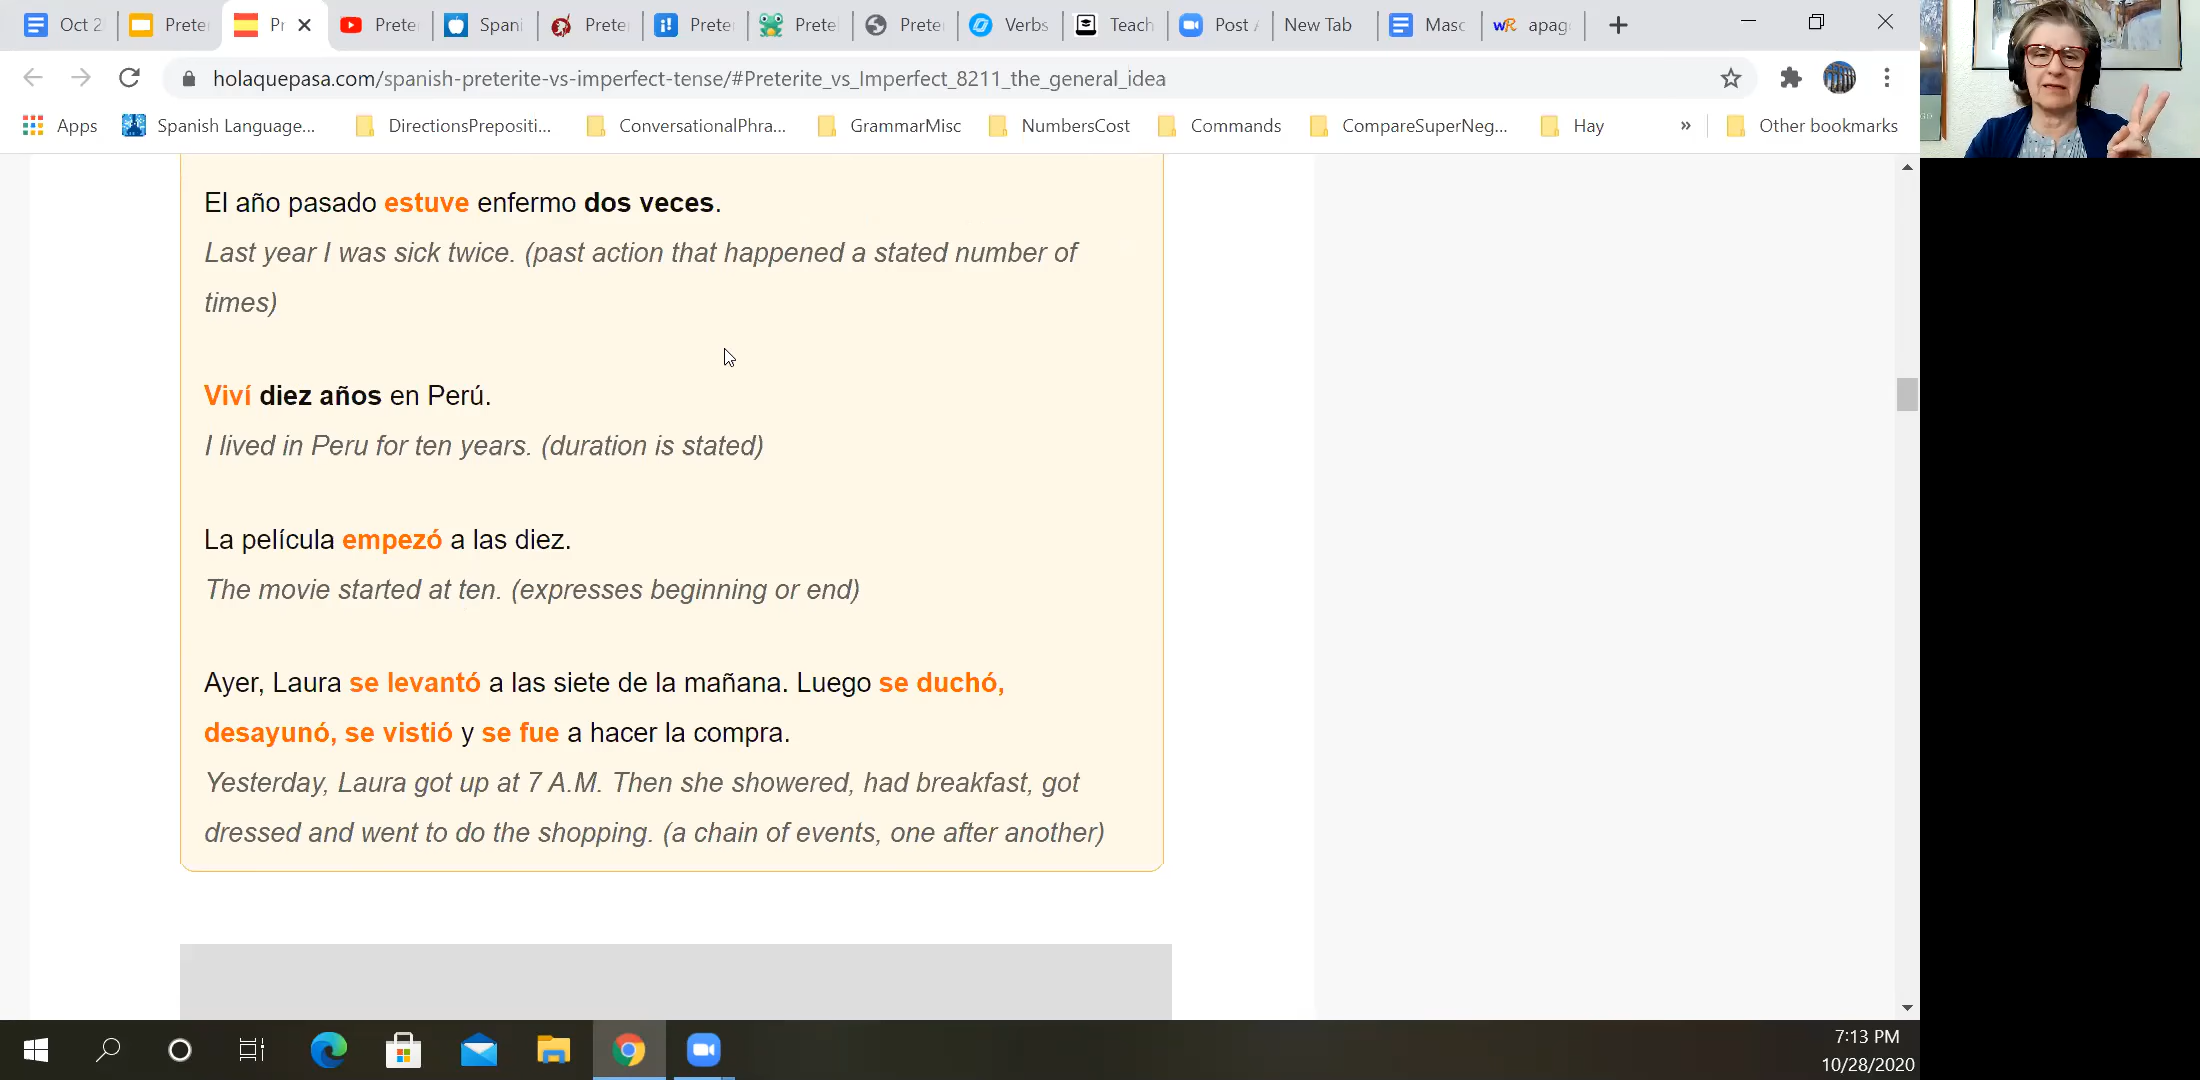 Oct 2
Prete
Pr
Prete
Spani
Preter
Preter
Prete
Prete
Verbs
Teach
Post
New Tab
Masc
apag
holaquepasa.com/spanish-preterite-vs-imperfect-tense/#Preterite_vs_Imperfect_8211_the_general_idea
Apps
Spanish Language...
DirectionsPrepositi...
ConversationalPhra...
GrammarMisc
NumbersCost
Commands
CompareSuperNeg...
Hay
»
Other bookmarks
El año pasado estuve enfermo dos veces.
Last year I was sick twice. (past action that happened a stated number of
times)
Viví diez años en Perú.
I lived in Peru for ten years. (duration is stated)
La película empezó a las diez.
The movie started at ten. (expresses beginning or end)
Ayer, Laura se levantó a las siete de la mañana. Luego se duchó,
desayunó, se vistió y se fue a hacer la compra.
Yesterday, Laura got up at 7 A.M. Then she showered, had breakfast, got
dressed and went to do the shopping. (a chain of events, one after another)
7:13 PM
10/28/2020